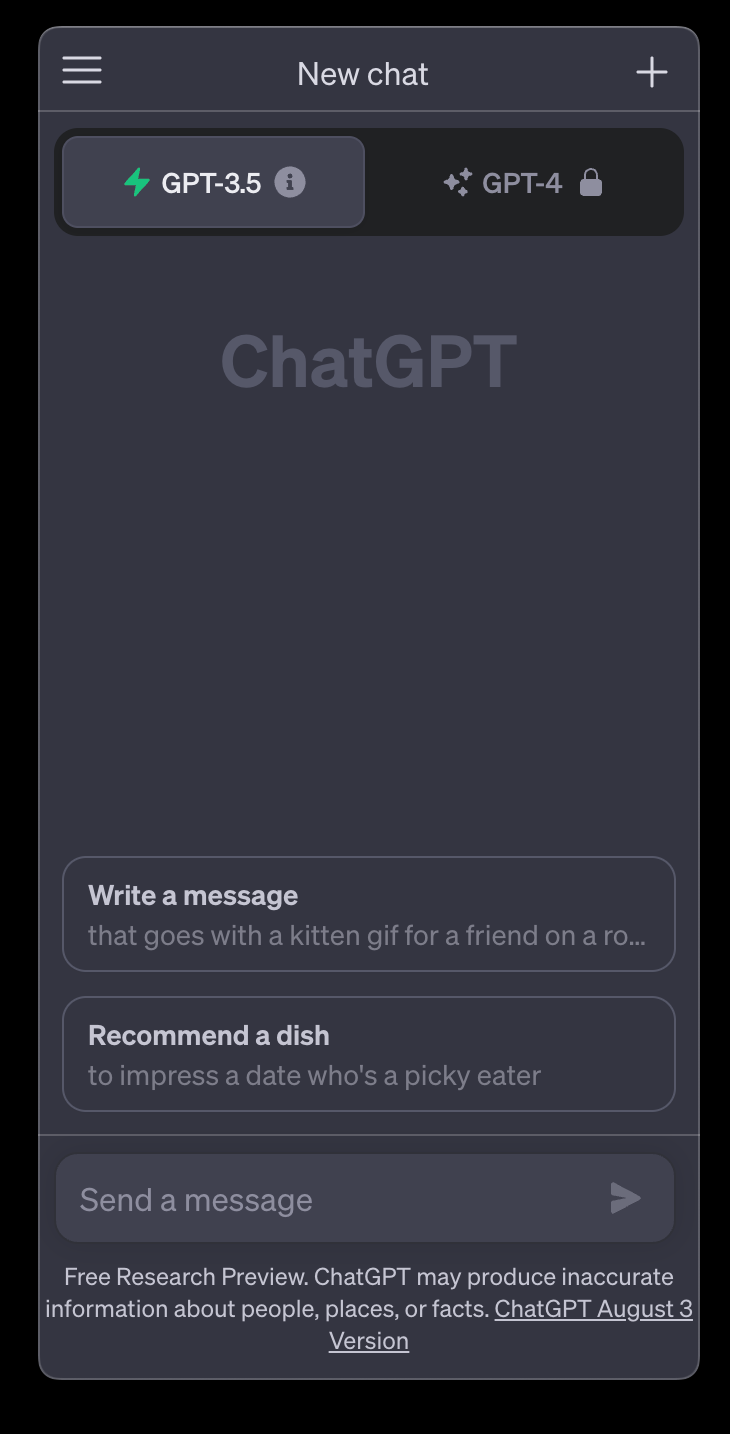 New chat
GPT-3.5
GPT-4
ChatGPT
Write a message
that goes with a kitten gif for a friend on a ro...
Recommend a dish
to impress a date who's a picky eater
Send a message
Free Research Preview. ChatGPT may produce inaccurate
information about people, places, or facts. ChatGPT August 3
Version